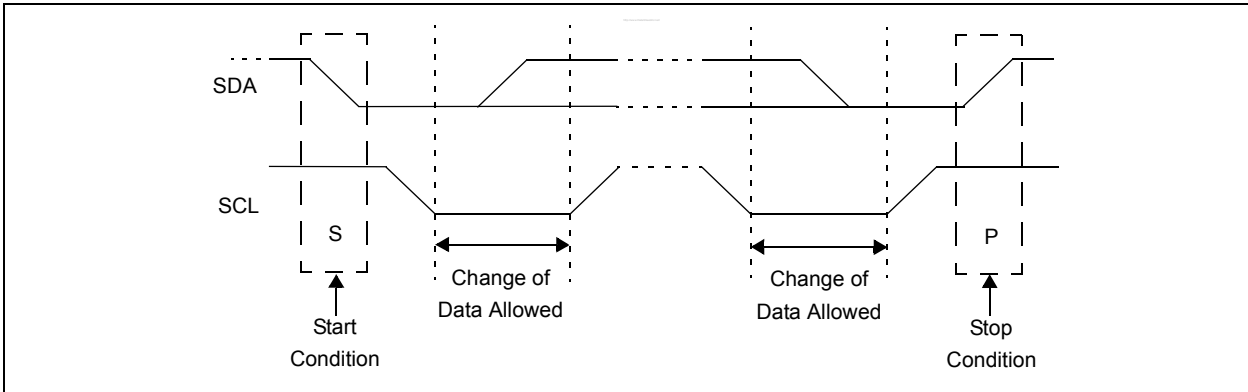 SDA
SCL
S
P
Change of
Data Allowed
Change of
Data Allowed
Start
Condition
Stop
Condition